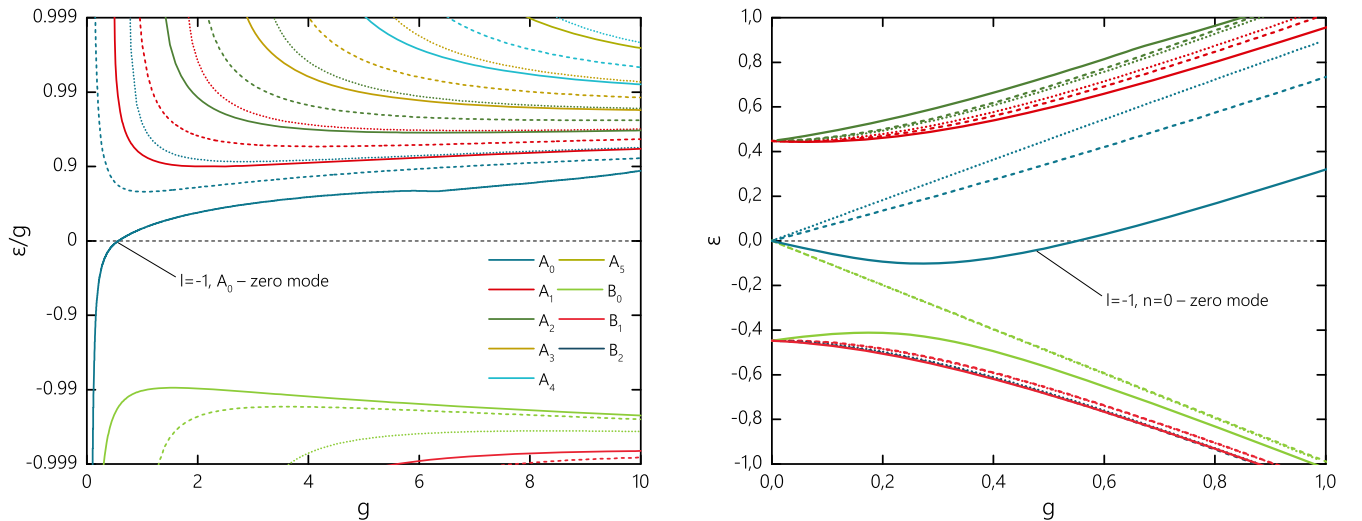 0.999
0.99
0.9
0
-0.9
-0.99
-0.999
ε/g
0 2 4 6 8 10
g
l=-1, A0 – zero mode
A0 A5
A1 B0
A2 B1
A3 B2
A4
1,0
0,8
0,6
0,4
0,2
0,0
-0,2
-0,4
-0,6
-0,8
-1,0
ε
0,0 0,2 0,4 0,6 0,8 1,0
g
l=-1, n=0 – zero mode